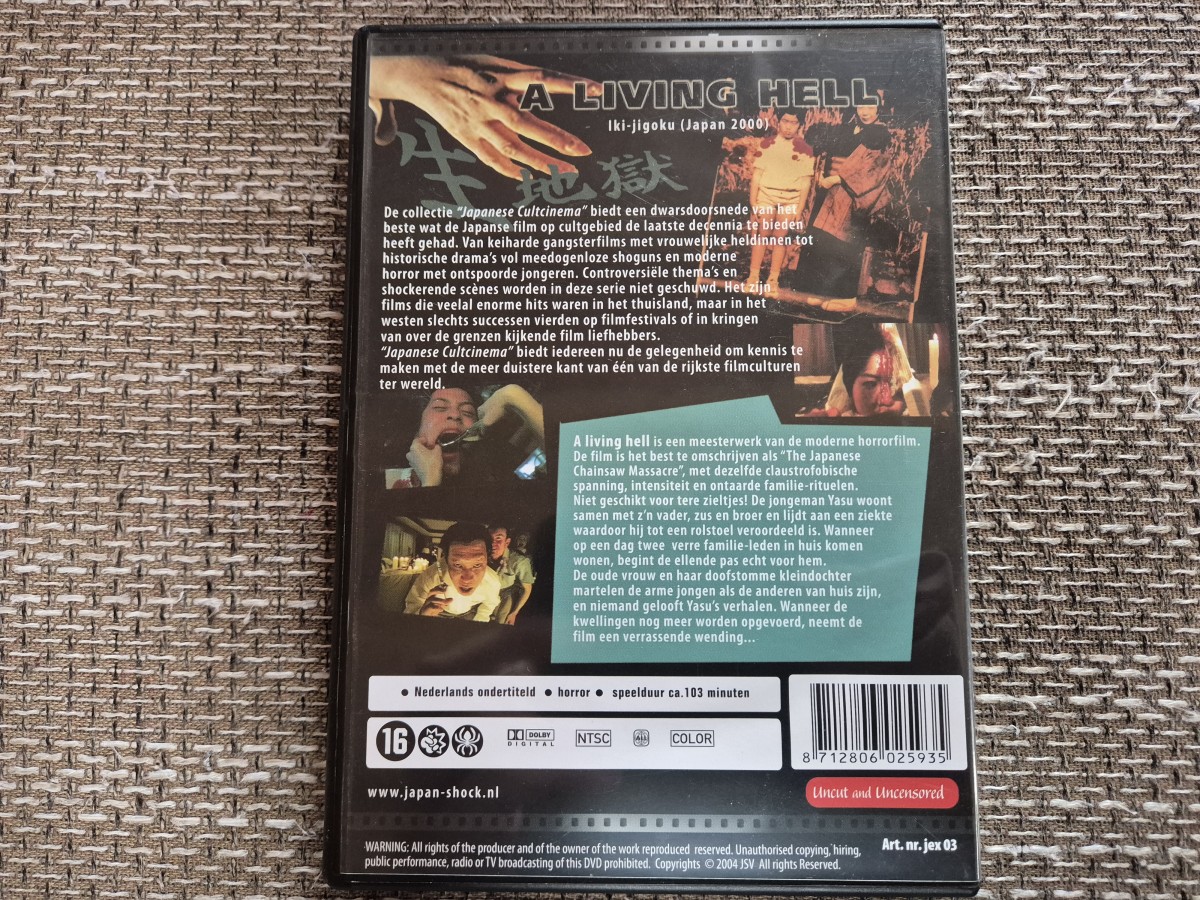 A LIVING HELL
Iki-jigoku (Japan 2000)
生地獄
De collectie "Japanese Cultcinema" biedt een dwarsdoorsnede van het
beste wat de Japanse film op cultgebied de laatste decennia te bieden
heeft gehad. Van keiharde gangsterfilms met vrouwelijke heldinnen tot
historische drama's vol meedogenloze shoguns en moderne
horror met ontspoorde jongeren. Controversiële thema's en
shockerende scènes worden in deze serie niet geschuwd. Het zijn
films die veelal enorme hits waren in het thuisland, maar in het
westen slechts successen vierden op filmfestivals of in kringen
van over de grenzen kijkende film liefhebbers.
"Japanese Cultcinema" biedt iedereen nu de gelegenheid om kennis te
maken met de meer duistere kant van één van de rijkste filmculturen
ter wereld.
A living hell is een meesterwerk van de moderne horrorfilm.
De film is het best te omschrijven als "The Japanese
Chainsaw Massacre", met dezelfde claustrofobische
spanning, intensiteit en ontaarde familie-rituelen.
Niet geschikt voor tere zieltjes! De jongeman Yasu woont
samen met z'n vader, zus en broer en lijdt aan een ziekte
waardoor hij tot een rolstoel veroordeeld is. Wanneer
op een dag twee verre familie-leden in huis komen
wonen, begint de ellende pas echt voor hem.
De oude vrouw en haar doofstomme kleindochter
martelen de arme jongen als de anderen van huis zijn,
en niemand gelooft Yasu's verhalen. Wanneer de
kwellingen nog meer worden opgevoerd, neemt de
film een verrassende wending...
• Nederlands ondertiteld • horror • speelduur ca.103 minuten
16 DOLBY DIGITAL NTSC ALL COLOR
8 712806 025935
www.japan-shock.nl
Uncut and Uncensored
WARNING: All rights of the producer and of the owner of the work reproduced reserved. Unauthorised copying, hiring,
public performance, radio or TV broadcasting of this DVD prohibited. Copyrights © 2004 JSV All rights Reserved.
Art. nr. jex 03